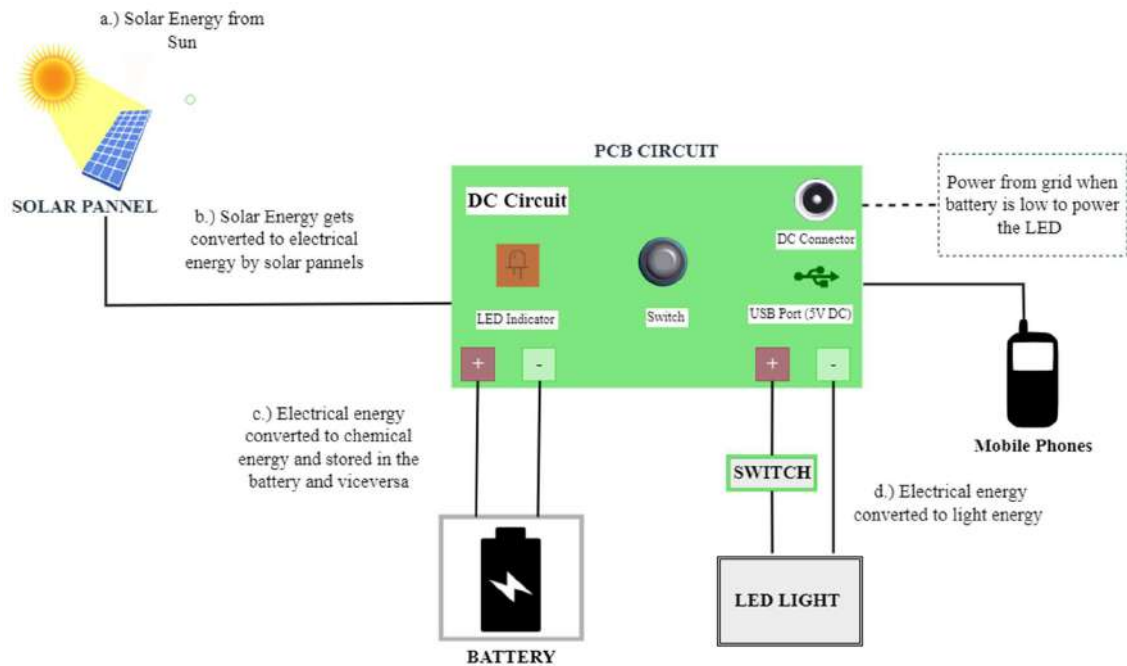 a.) Solar Energy from
Sun
SOLAR PANNEL
b.) Solar Energy gets
converted to electrical
energy by solar pannels
PCB CIRCUIT
DC Circuit
LED Indicator
Switch
DC Connector
USB Port (5V DC)
+
-
+
-
Power from grid when
battery is low to power
the LED
Mobile Phones
c.) Electrical energy
converted to chemical
energy and stored in the
battery and viceversa
SWITCH
d.) Electrical energy
converted to light energy
BATTERY
LED LIGHT